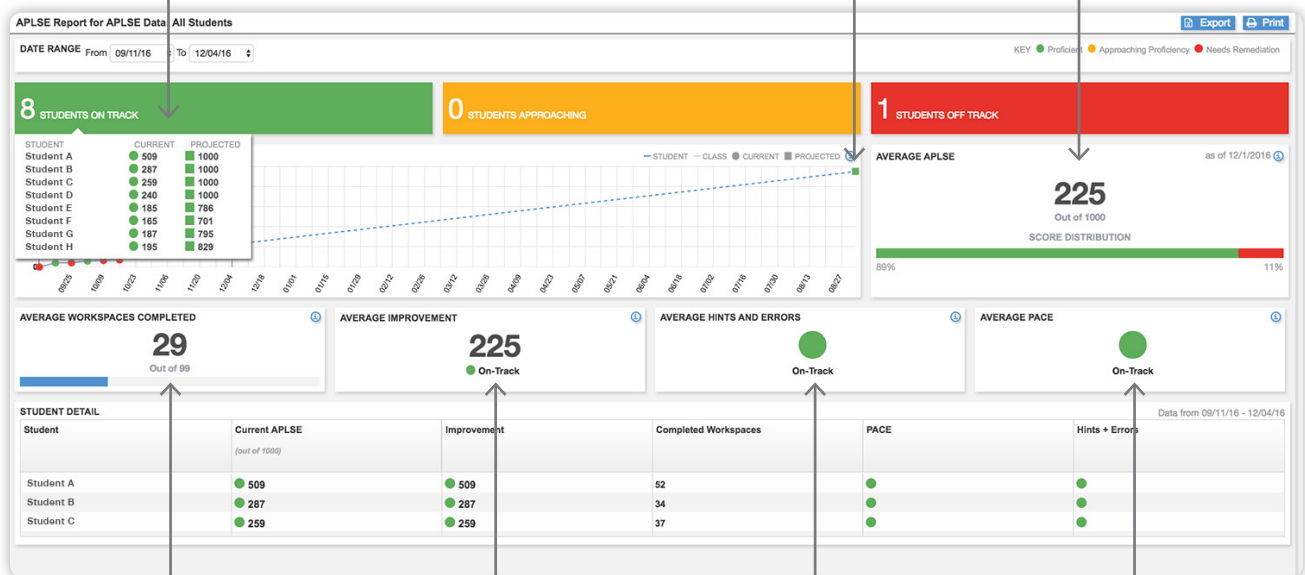 APLSE Report for APLSE Data: All Students
Export
Print
DATE RANGE From 09/11/16 To 12/04/16
KEY Proficient Approaching Proficiency Needs Remediation
8 STUDENTS ON TRACK
0 STUDENTS APPROACHING
1 STUDENTS OFF TRACK
STUDENT CURRENT PROJECTED
Student A 509 1000
Student B 287 1000
Student C 259 1000
Student D 240 1000
Student E 185 786
Student F 165 701
Student G 187 795
Student H 195 829
STUDENT CLASS CURRENT PROJECTED
0
09/25 10/09 10/23 11/06 11/20 12/04 12/18 01/01 01/15 01/29 02/12 02/26 03/12 03/26 04/09 04/23 05/07 05/21 06/04 06/18 07/02 07/16 07/30 08/13 08/27
AVERAGE APLSE as of 12/1/2016
225
Out of 1000
SCORE DISTRIBUTION
89% 11%
AVERAGE WORKSPACES COMPLETED
29
Out of 99
AVERAGE IMPROVEMENT
225
On-Track
AVERAGE HINTS AND ERRORS
On-Track
AVERAGE PACE
On-Track
STUDENT DETAIL
Data from 09/11/16 - 12/04/16
Student Current APLSE Improvement Completed Workspaces PACE Hints + Errors
(out of 1000)
Student A 509 509 52
Student B 287 287 34
Student C 259 259 37